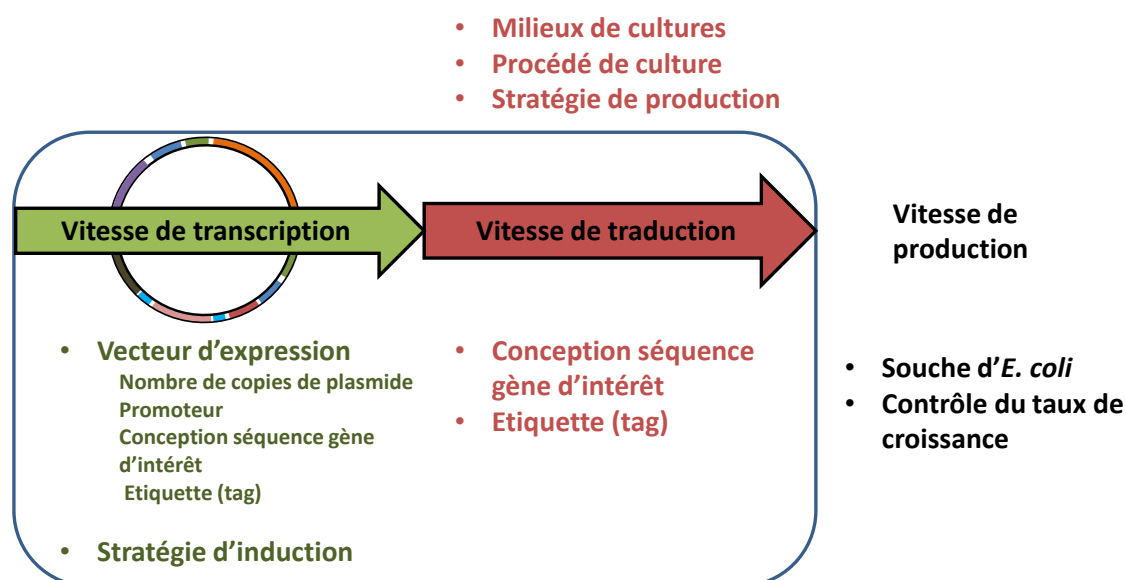 • Milieux de cultures
• Procédé de culture
• Stratégie de production
Vitesse de transcription
Vitesse de traduction
Vitesse de
production
• Vecteur d'expression
Nombre de copies de plasmide
Promoteur
Conception séquence gène
d'intérêt
Etiquette (tag)
• Stratégie d'induction
• Conception séquence
gène d'intérêt
• Etiquette (tag)
• Souche d'E. coli
• Contrôle du taux de
croissance